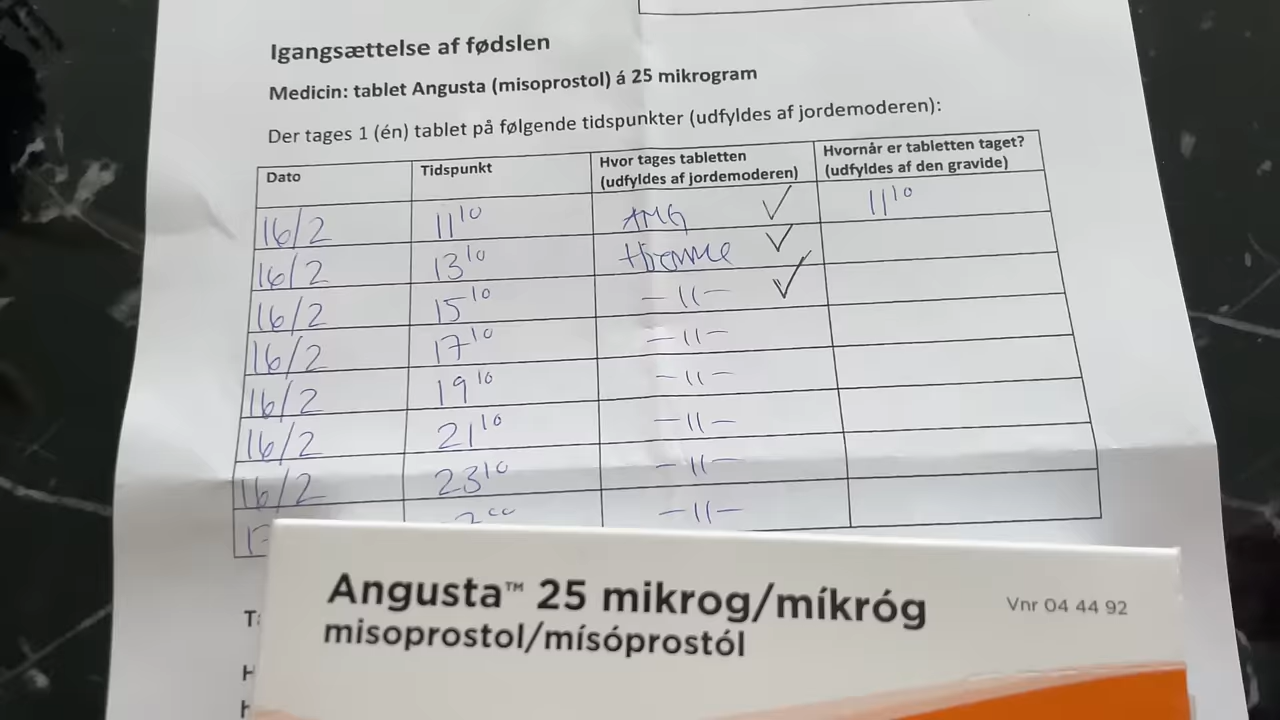 Igangsættelse af fødslen
Medicin: tablet Angusta (misoprostol) á 25 mikrogram
Der tages 1 (én) tablet på følgende tidspunkter (udfyldes af jordemoderen):
Dato Tidspunkt Hvor tages tabletten (udfyldes af jordemoderen) Hvornår er tabletten taget? (udfyldes af den gravide)
16/2 11¹⁰ AMG ✓ 11¹⁰
16/2 13¹⁰ Hjemme ✓
16/2 15¹⁰ –11– ✓
16/2 17¹⁰ –11–
16/2 19¹⁰ –11–
16/2 21¹⁰ –11–
16/2 23¹⁰ –11–
–11–
Angusta™ 25 mikrog/míkróg
misoprostol/mísóprostól
Vnr 04 44 92